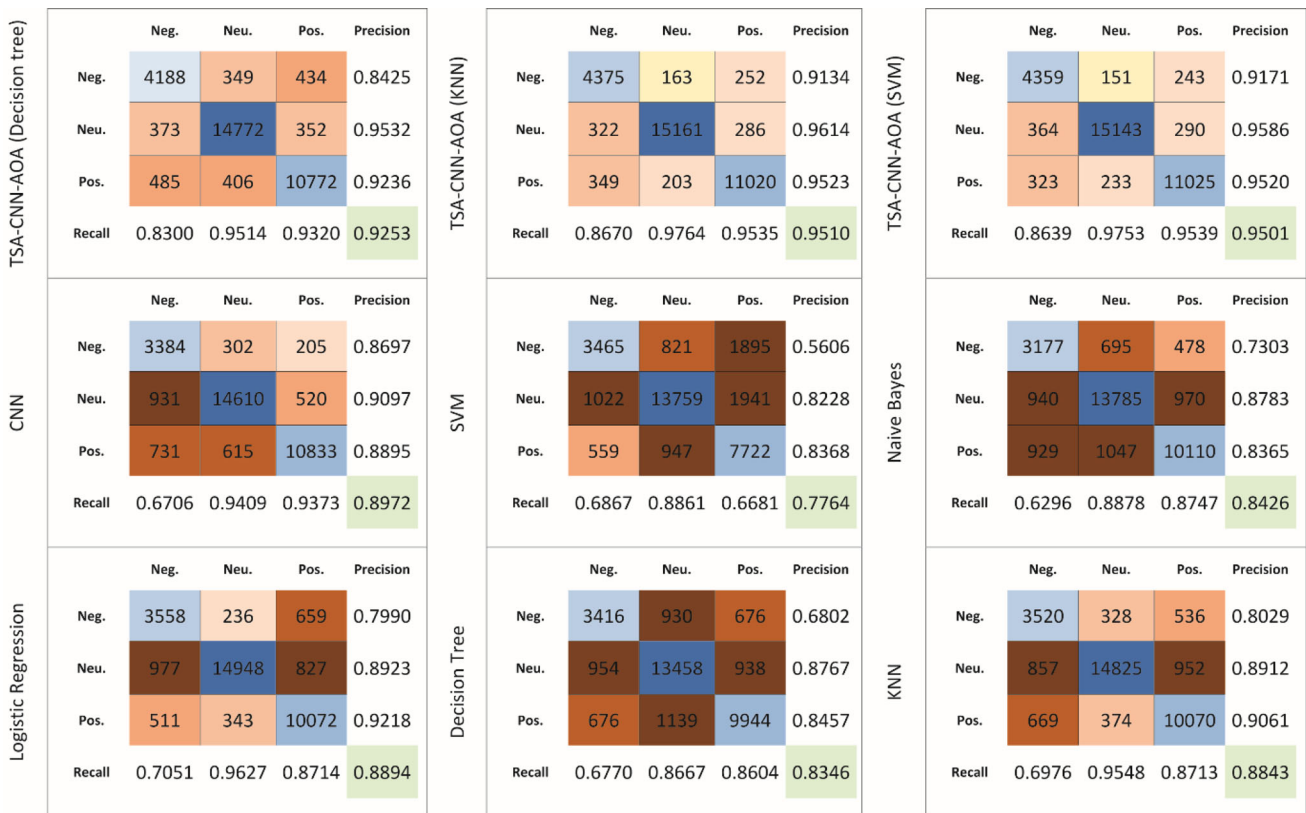 TSA-CNN-AOA (Decision tree)
Neg. Neu. Pos. Precision
Neg. 4188 349 434 0.8425
Neu. 373 14772 352 0.9532
Pos. 485 406 10772 0.9236
Recall 0.8300 0.9514 0.9320 0.9253
TSA-CNN-AOA (KNN)
Neg. Neu. Pos. Precision
Neg. 4375 163 252 0.9134
Neu. 322 15161 286 0.9614
Pos. 349 203 11020 0.9523
Recall 0.8670 0.9764 0.9535 0.9510
TSA-CNN-AOA (SVM)
Neg. Neu. Pos. Precision
Neg. 4359 151 243 0.9171
Neu. 364 15143 290 0.9586
Pos. 323 233 11025 0.9520
Recall 0.8639 0.9753 0.9539 0.9501
CNN
Neg. Neu. Pos. Precision
Neg. 3384 302 205 0.8697
Neu. 931 14610 520 0.9097
Pos. 731 615 10833 0.8895
Recall 0.6706 0.9409 0.9373 0.8972
SVM
Neg. Neu. Pos. Precision
Neg. 3465 821 1895 0.5606
Neu. 1022 13759 1941 0.8228
Pos. 559 947 7722 0.8368
Recall 0.6867 0.8861 0.6681 0.7764
Naive Bayes
Neg. Neu. Pos. Precision
Neg. 3177 695 478 0.7303
Neu. 940 13785 970 0.8783
Pos. 929 1047 10110 0.8365
Recall 0.6296 0.8878 0.8747 0.8426
Logistic Regression
Neg. Neu. Pos. Precision
Neg. 3558 236 659 0.7990
Neu. 977 14948 827 0.8923
Pos. 511 343 10072 0.9218
Recall 0.7051 0.9627 0.8714 0.8894
Decision Tree
Neg. Neu. Pos. Precision
Neg. 3416 930 676 0.6802
Neu. 954 13458 938 0.8767
Pos. 676 1139 9944 0.8457
Recall 0.6770 0.8667 0.8604 0.8346
KNN
Neg. Neu. Pos. Precision
Neg. 3520 328 536 0.8029
Neu. 857 14825 952 0.8912
Pos. 669 374 10070 0.9061
Recall 0.6976 0.9548 0.8713 0.8843